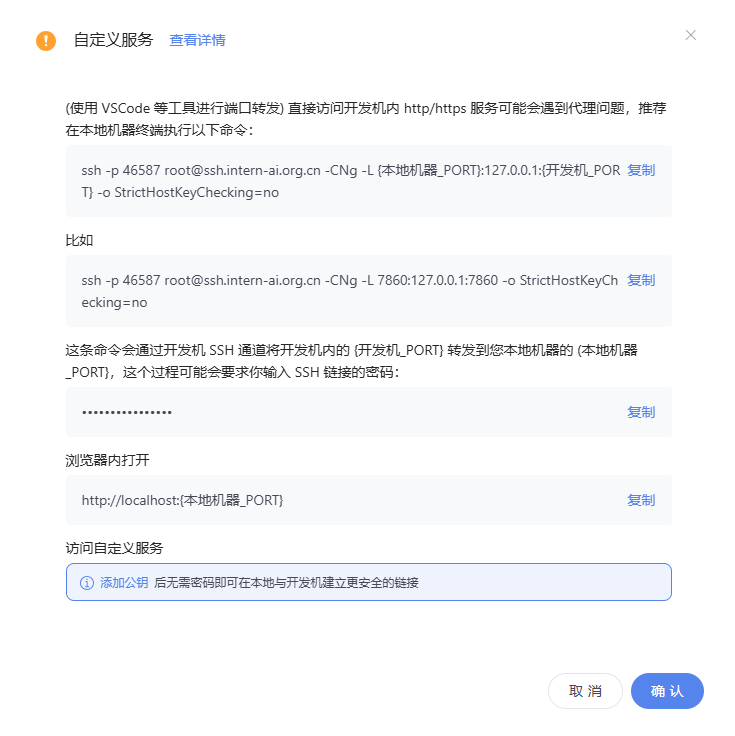 自定义服务 查看详情
(使用 VSCode 等工具进行端口转发) 直接访问开发机内 http/https 服务可能会遇到代理问题，推荐
在本地机器终端执行以下命令：
ssh -p 46587 root@ssh.intern-ai.org.cn -CNg -L {本地机器_PORT}:127.0.0.1:{开发机_POR 复制
T} -o StrictHostKeyChecking=no
比如
ssh -p 46587 root@ssh.intern-ai.org.cn -CNg -L 7860:127.0.0.1:7860 -o StrictHostKeyCh 复制
ecking=no
这条命令会通过开发机 SSH 通道将开发机内的 {开发机_PORT} 转发到您本地机器的 (本地机器
_PORT}，这个过程可能会要求你输入 SSH 链接的密码：
•••••••••••••••• 复制
浏览器内打开
http://localhost:{本地机器_PORT} 复制
访问自定义服务
添加公钥 后无需密码即可在本地与开发机建立更安全的链接
取 消 确 认